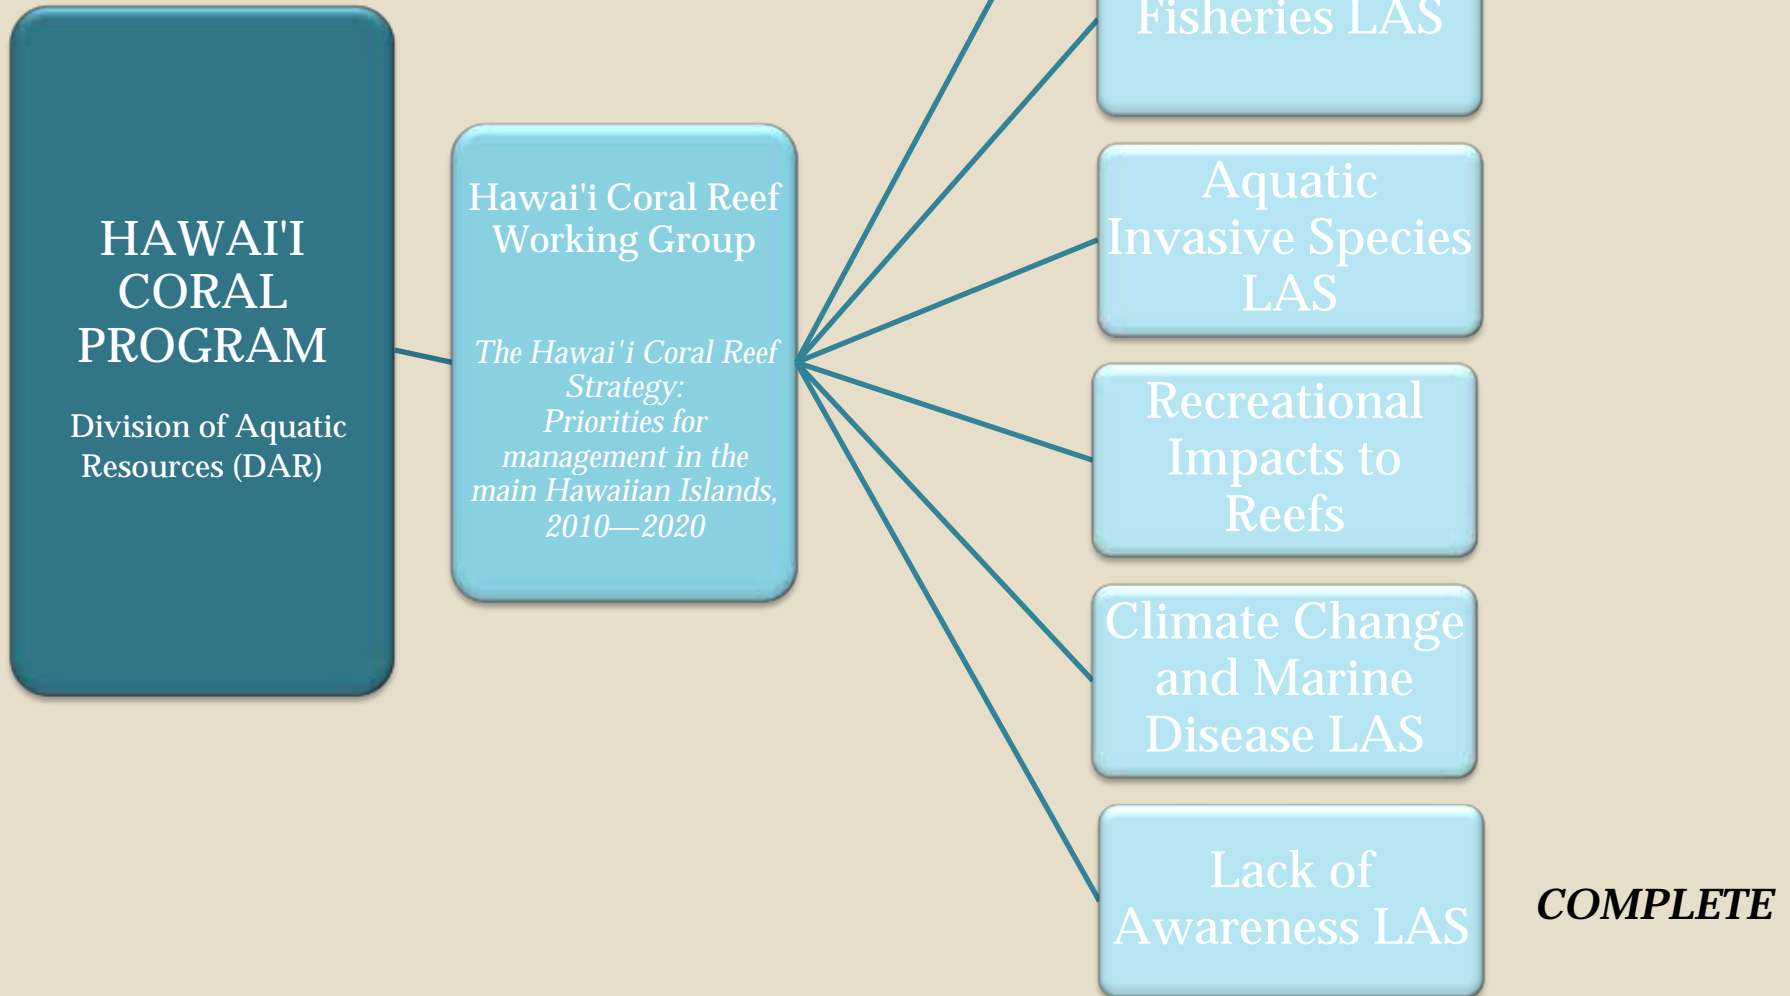 HAWAI'I
CORAL
PROGRAM
Division of Aquatic
Resources (DAR)
Hawai'i Coral Reef
Working Group
The Hawai'i Coral Reef
Strategy:
Priorities for
management in the
main Hawaiian Islands,
2010—2020
Fisheries LAS
Aquatic
Invasive Species
LAS
Recreational
Impacts to
Reefs
Climate Change
and Marine
Disease LAS
Lack of
Awareness LAS
COMPLETE